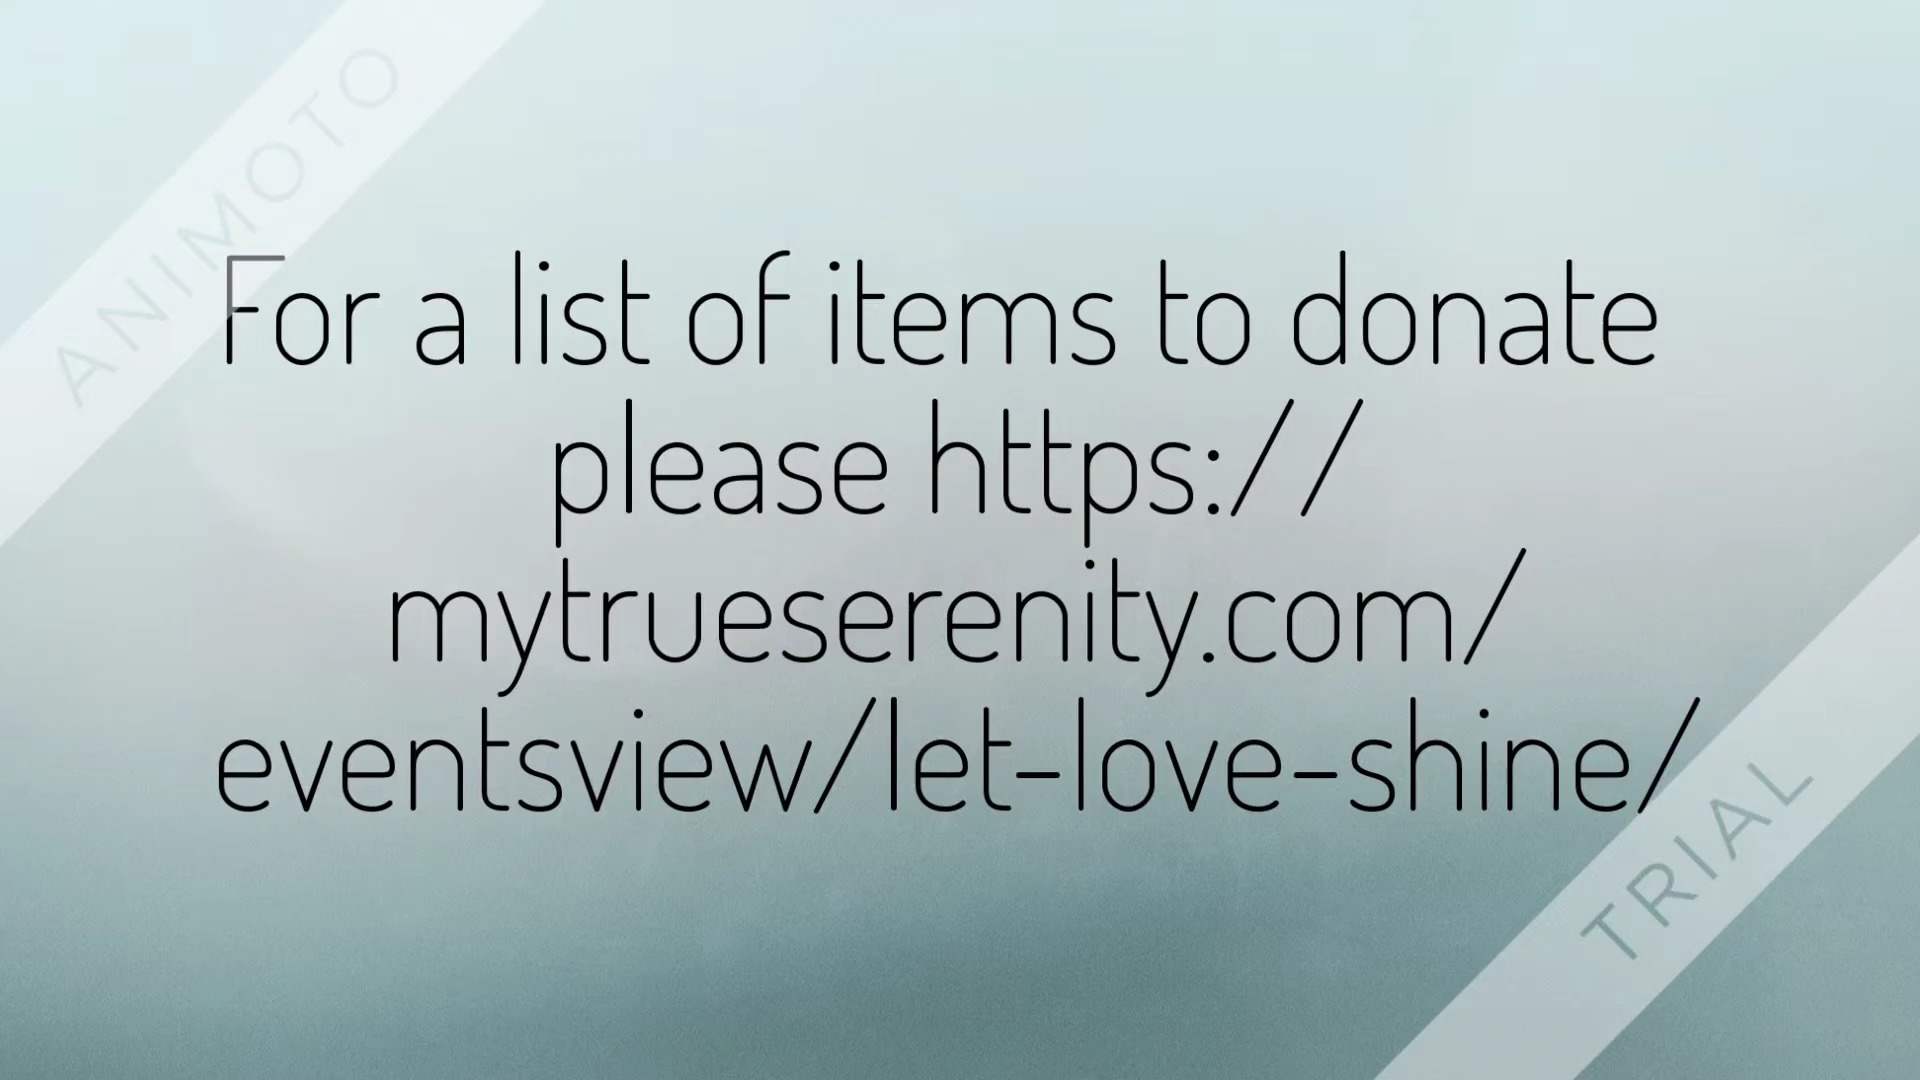 ANIMOTO
For a list of items to donate
please https://
mytrueserenity.com/
eventsview/let-love-shine/
TRIAL